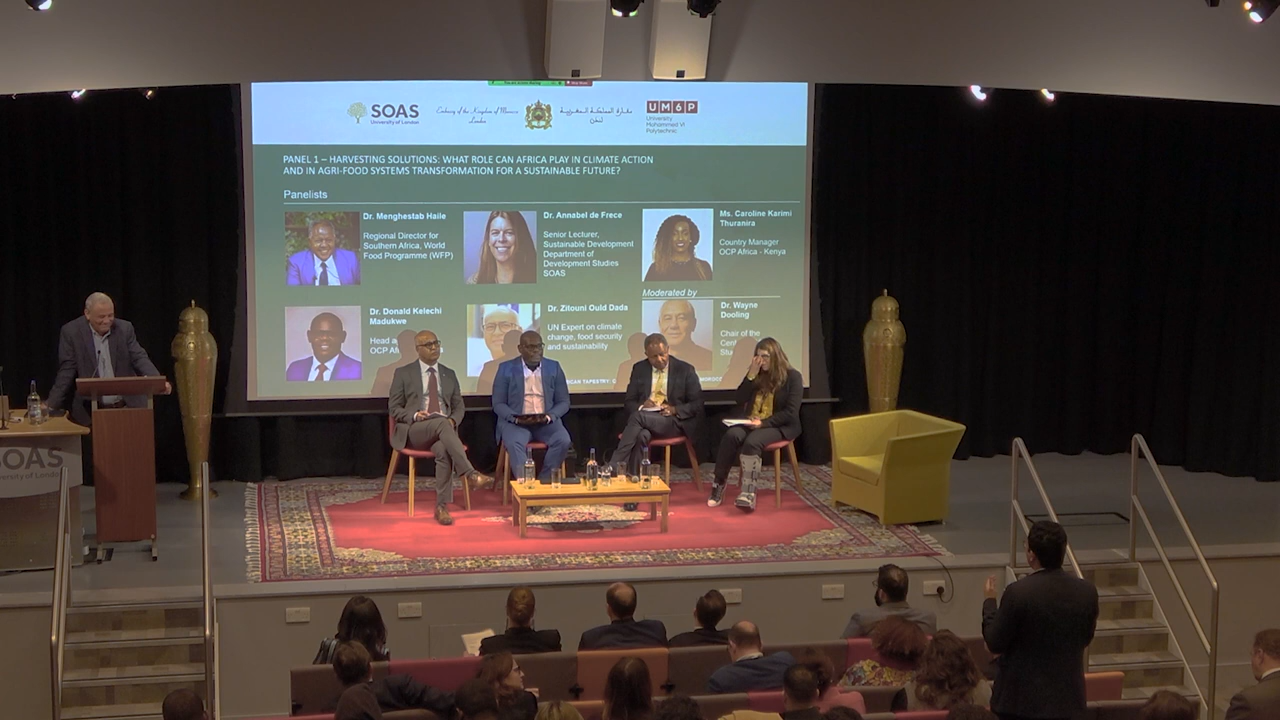 SOAS
University of London
Embassy of the Kingdom of Morocco
London
سفارة المملكة المغربية
لندن
UM6P
University
Mohammed VI
Polytechnic
PANEL 1 – HARVESTING SOLUTIONS: WHAT ROLE CAN AFRICA PLAY IN CLIMATE ACTION
AND IN AGRI-FOOD SYSTEMS TRANSFORMATION FOR A SUSTAINABLE FUTURE?
Panelists
Dr. Menghestab Haile
Regional Director for
Southern Africa, World
Food Programme (WFP)
Dr. Annabel de Frece
Senior Lecturer,
Sustainable Development
Department of
Development Studies
SOAS
Ms. Caroline Karimi
Thuranira
Country Manager
OCP Africa - Kenya
Dr. Donald Kelechi
Madukwe
Head
OCP
Dr. Zitouni Ould Dada
UN Expert on climate
change, food security
and sustainability
Moderated by
Dr. Wayne
Dooling
Chair of the
TAPESTRY:
SOAS
University of London